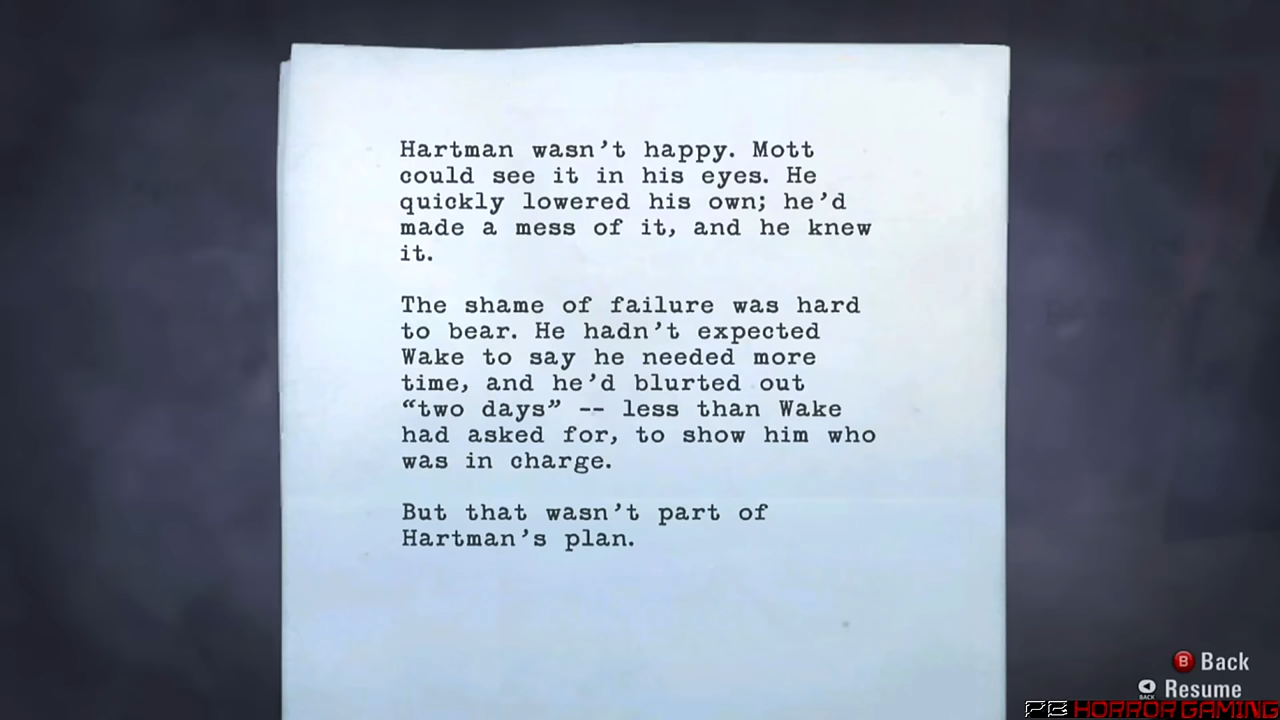 Hartman wasn’t happy. Mott
could see it in his eyes. He
quickly lowered his own; he’d
made a mess of it, and he knew
it.
The shame of failure was hard
to bear. He hadn’t expected
Wake to say he needed more
time, and he’d blurted out
“two days” -- less than Wake
had asked for, to show him who
was in charge.
But that wasn’t part of
Hartman’s plan.
B Back
BACK Resume
PE HORROR GAMING